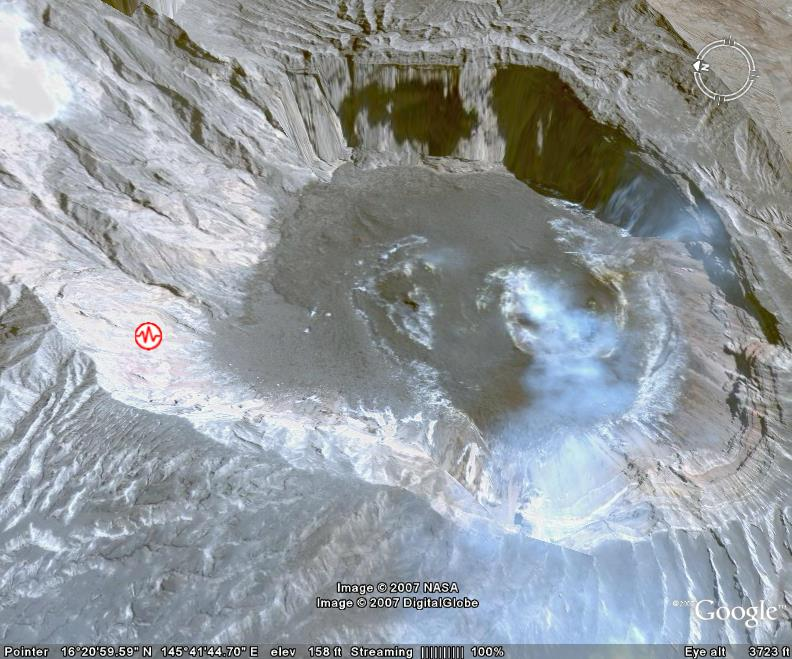 N
Image © 2007 NASA
Image © 2007 DigitalGlobe
© 2007 Google™
Pointer 16°20'59.59" N 145°41'44.70" E elev 158 ft Streaming ||||||||| 100% Eye alt 3723 ft